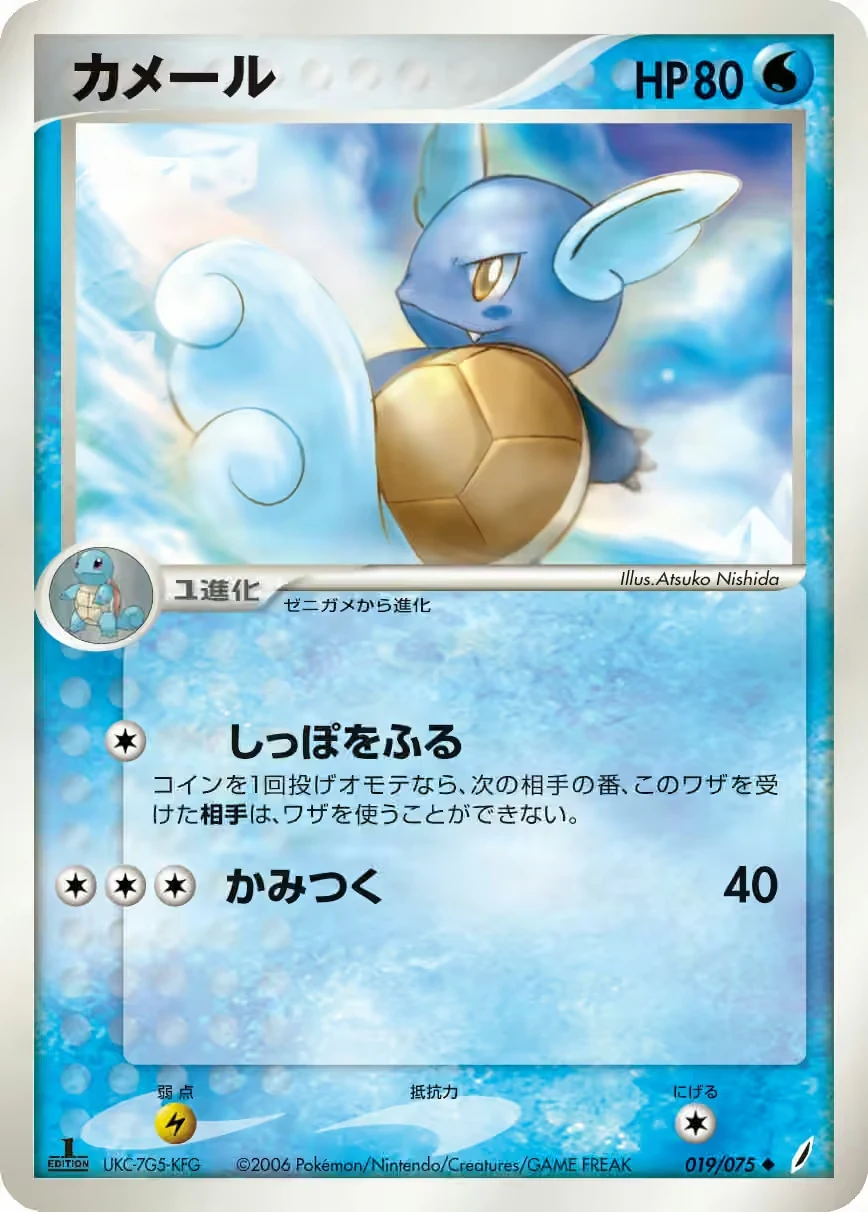 カメール
HP80
Illus.Atsuko Nishida
1進化
ゼニガメから進化
しっぽをふる
コインを1回投げオモテなら、次の相手の番、このワザを受
けた相手は、ワザを使うことができない。
かみつく 40
弱点 抵抗力 にげる
1
EDITION
UKC-7G5-KFG ©2006 Pokémon/Nintendo/Creatures/GAME FREAK 019/075